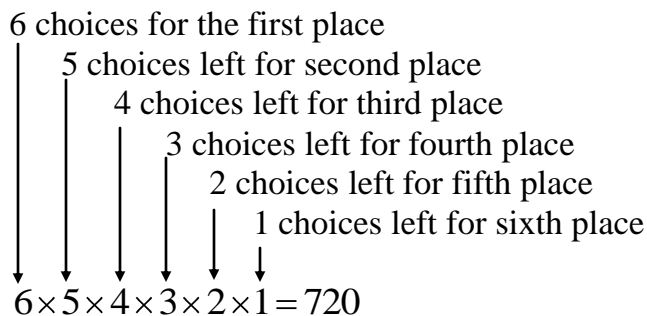 6 choices for the first place
5 choices left for second place
4 choices left for third place
3 choices left for fourth place
2 choices left for fifth place
1 choices left for sixth place
6×5×4×3×2×1=720